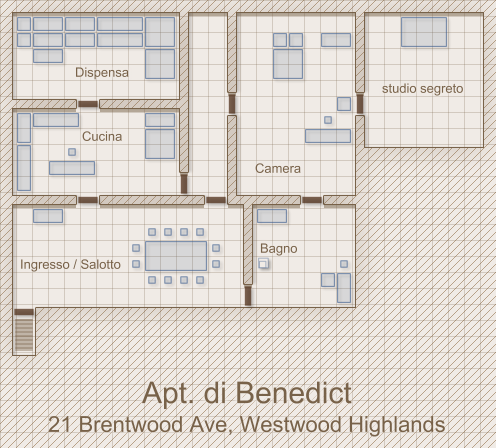 Dispensa
studio segreto
Cucina
Camera
Bagno
Ingresso / Salotto
Apt. di Benedict
21 Brentwood Ave, Westwood Highlands